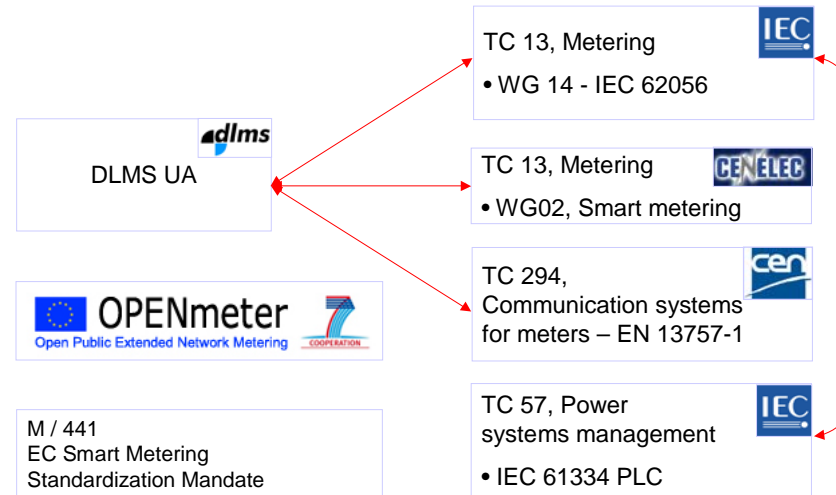 TC 13, Metering
IEC
• WG 14 - IEC 62056
dlms
DLMS UA
TC 13, Metering
CENELEC
• WG02, Smart metering
TC 294,
cen
Communication systems
for meters – EN 13757-1
OPENmeter
Open Public Extended Network Metering
7
COOPERATION
TC 57, Power
IEC
systems management
• IEC 61334 PLC
M / 441
EC Smart Metering
Standardization Mandate